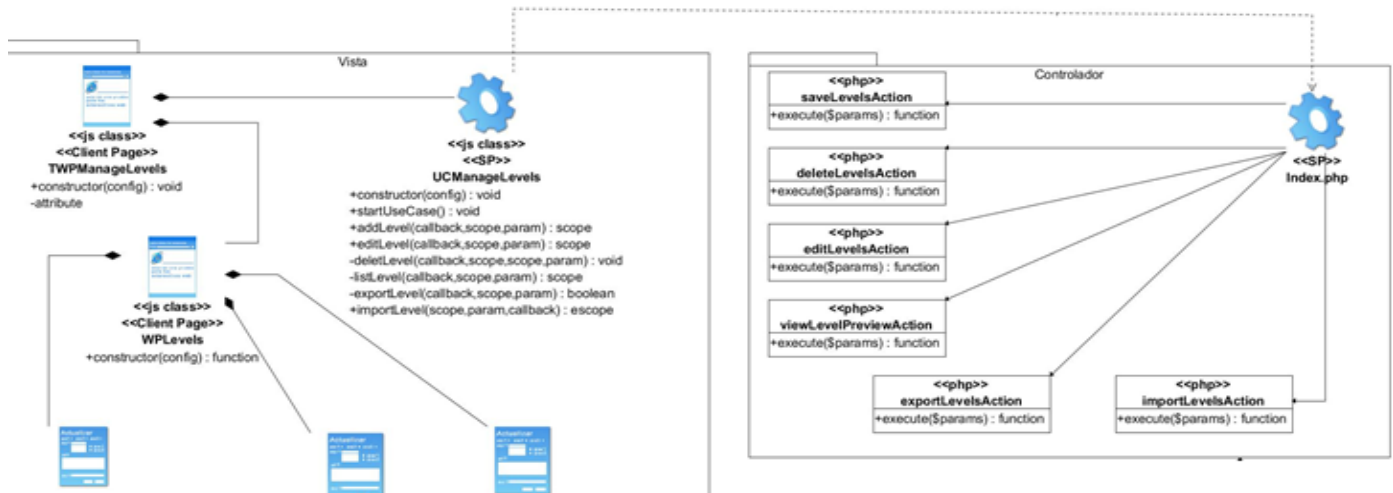 Vista
<<js class>>
<<Client Page>>
TWPManageLevels
+constructor(config) : void
-attribute
<<js class>>
<<SP>>
UCManageLevels
+constructor(config) : void
+startUseCase() : void
+addLevel(callback,scope,param) : scope
+editLevel(callback,scope,param) : scope
-deletLevel(callback,scope,scope,param) : void
-listLevel(callback,scope,param) : scope
-exportLevel(callback,scope,param) : boolean
+importLevel(scope,param,callback) : escope
<<js class>>
<<Client Page>>
WPLevels
+constructor(config) : function
Actualizar
Actualizar
Actualizar
Controlador
<<php>>
saveLevelsAction
+execute($params) : function
<<php>>
deleteLevelsAction
+execute($params) : function
<<php>>
editLevelsAction
+execute($params) : function
<<php>>
viewLevelPreviewAction
+execute($params) : function
<<php>>
exportLevelsAction
+execute($params) : function
<<php>>
importLevelsAction
+execute($params) : function
<<SP>>
Index.php